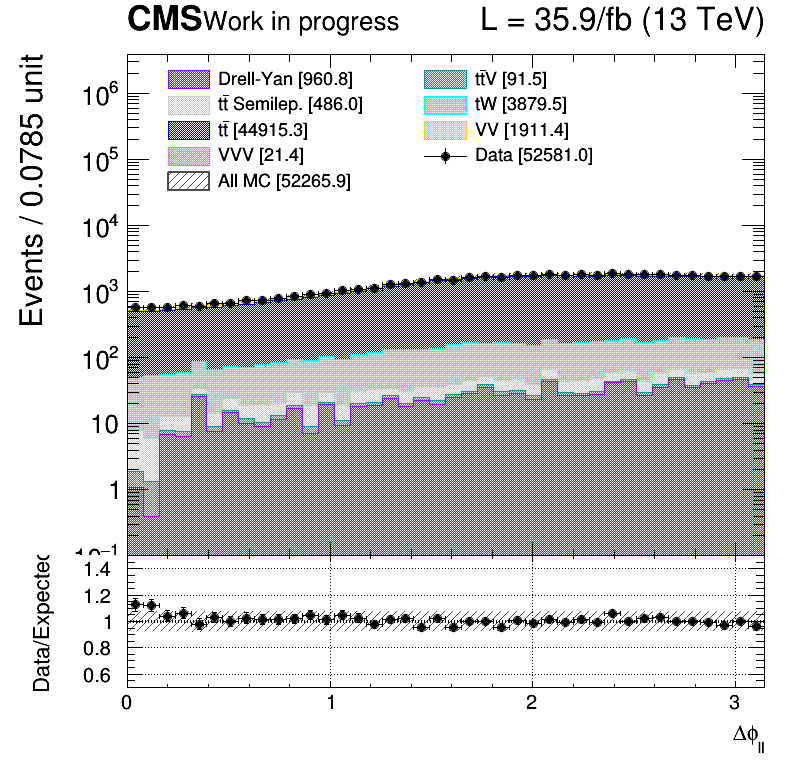 CMS Work in progress L = 35.9/fb (13 TeV)
Events / 0.0785 unit
Drell-Yan [960.8]
tt̄V [91.5]
tt̄ Semilep. [486.0]
tW [3879.5]
tt̄ [44915.3]
VV [1911.4]
VVV [21.4]
Data [52581.0]
All MC [52265.9]
10⁶
10⁵
10⁴
10³
10²
10
1
10⁻¹
Data/Expected
1.4
1.2
1
0.8
0.6
0 1 2 3
Δϕ_ll